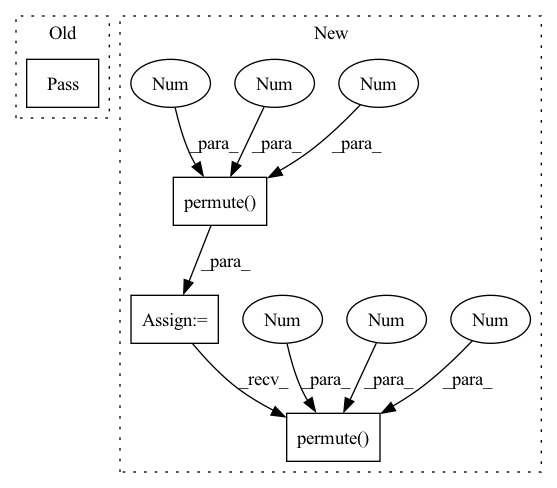 Old
New
Pass
Num
Num
Num
_para_
_para_
_para_
permute()
_para_
Assign:=
Num
Num
Num
_recv_
_para_
_para_
_para_
permute()